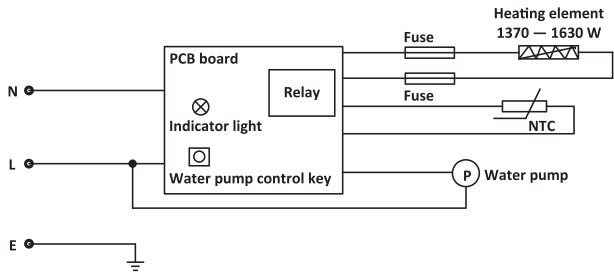 Heating element
1370 — 1630 W
Fuse
PCB board
Relay
N
Fuse
Indicator light
NTC
L
Water pump control key
P
Water pump
E